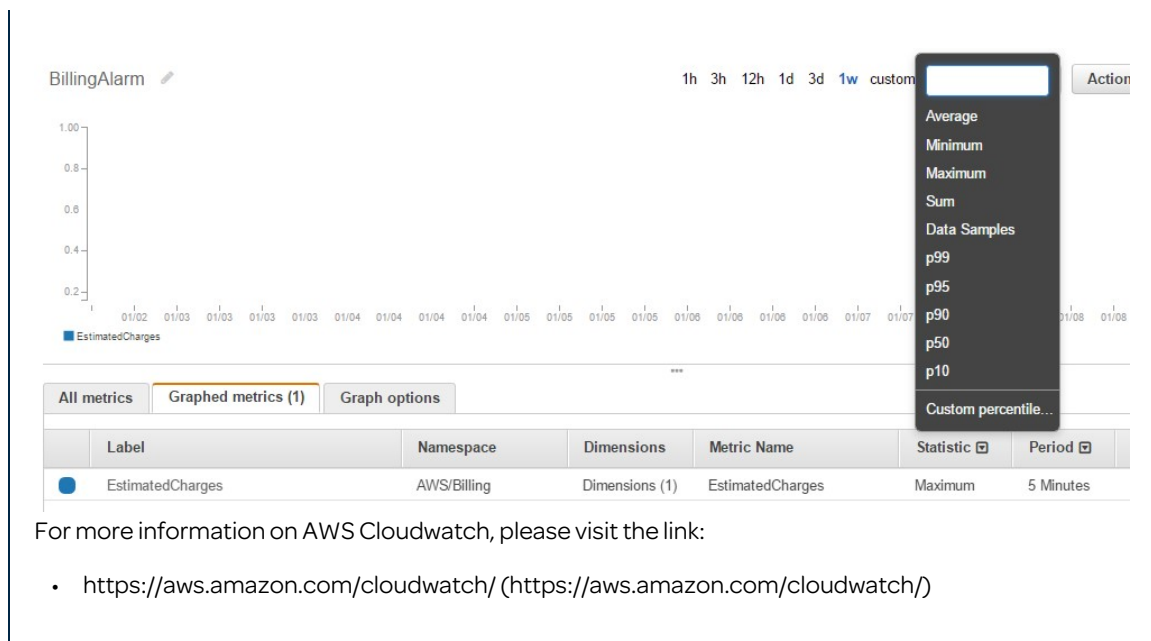 BillingAlarm
1h 3h 12h 1d 3d 1w custom
Action
Average
Minimum
Maximum
Sum
Data Samples
p99
p95
p90
p50
p10
Custom percentile...
1.00
0.8
0.6
0.4
0.2
01/02 01/03 01/03 01/03 01/03 01/04 01/04 01/04 01/04 01/05 01/05 01/05 01/05 01/06 01/06 01/06 01/06 01/07 01/07 01/08 01/08
EstimatedCharges
All metrics Graphed metrics (1) Graph options
Label Namespace Dimensions Metric Name Statistic Period
EstimatedCharges AWS/Billing Dimensions (1) EstimatedCharges Maximum 5 Minutes
For more information on AWS Cloudwatch, please visit the link:
• https://aws.amazon.com/cloudwatch/ (https://aws.amazon.com/cloudwatch/)